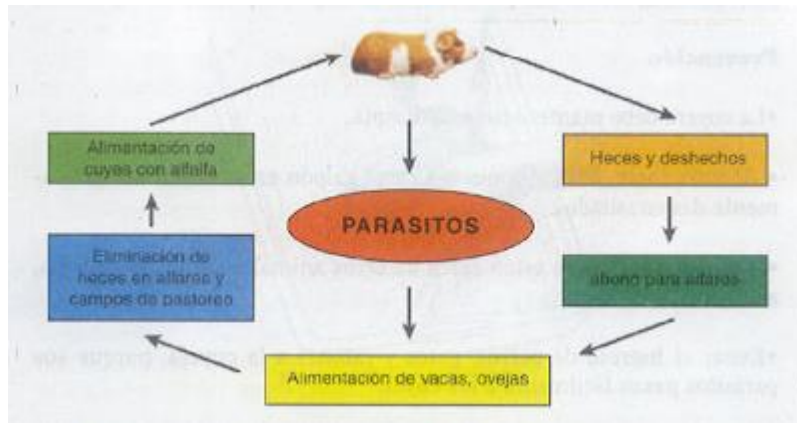 Alimentación de
cuyes con alfalfa
Heces y deshechos
PARASITOS
Eliminación de
heces en alfares y
campos de pastoreo
abono para alfares
Alimentación de vacas, ovejas